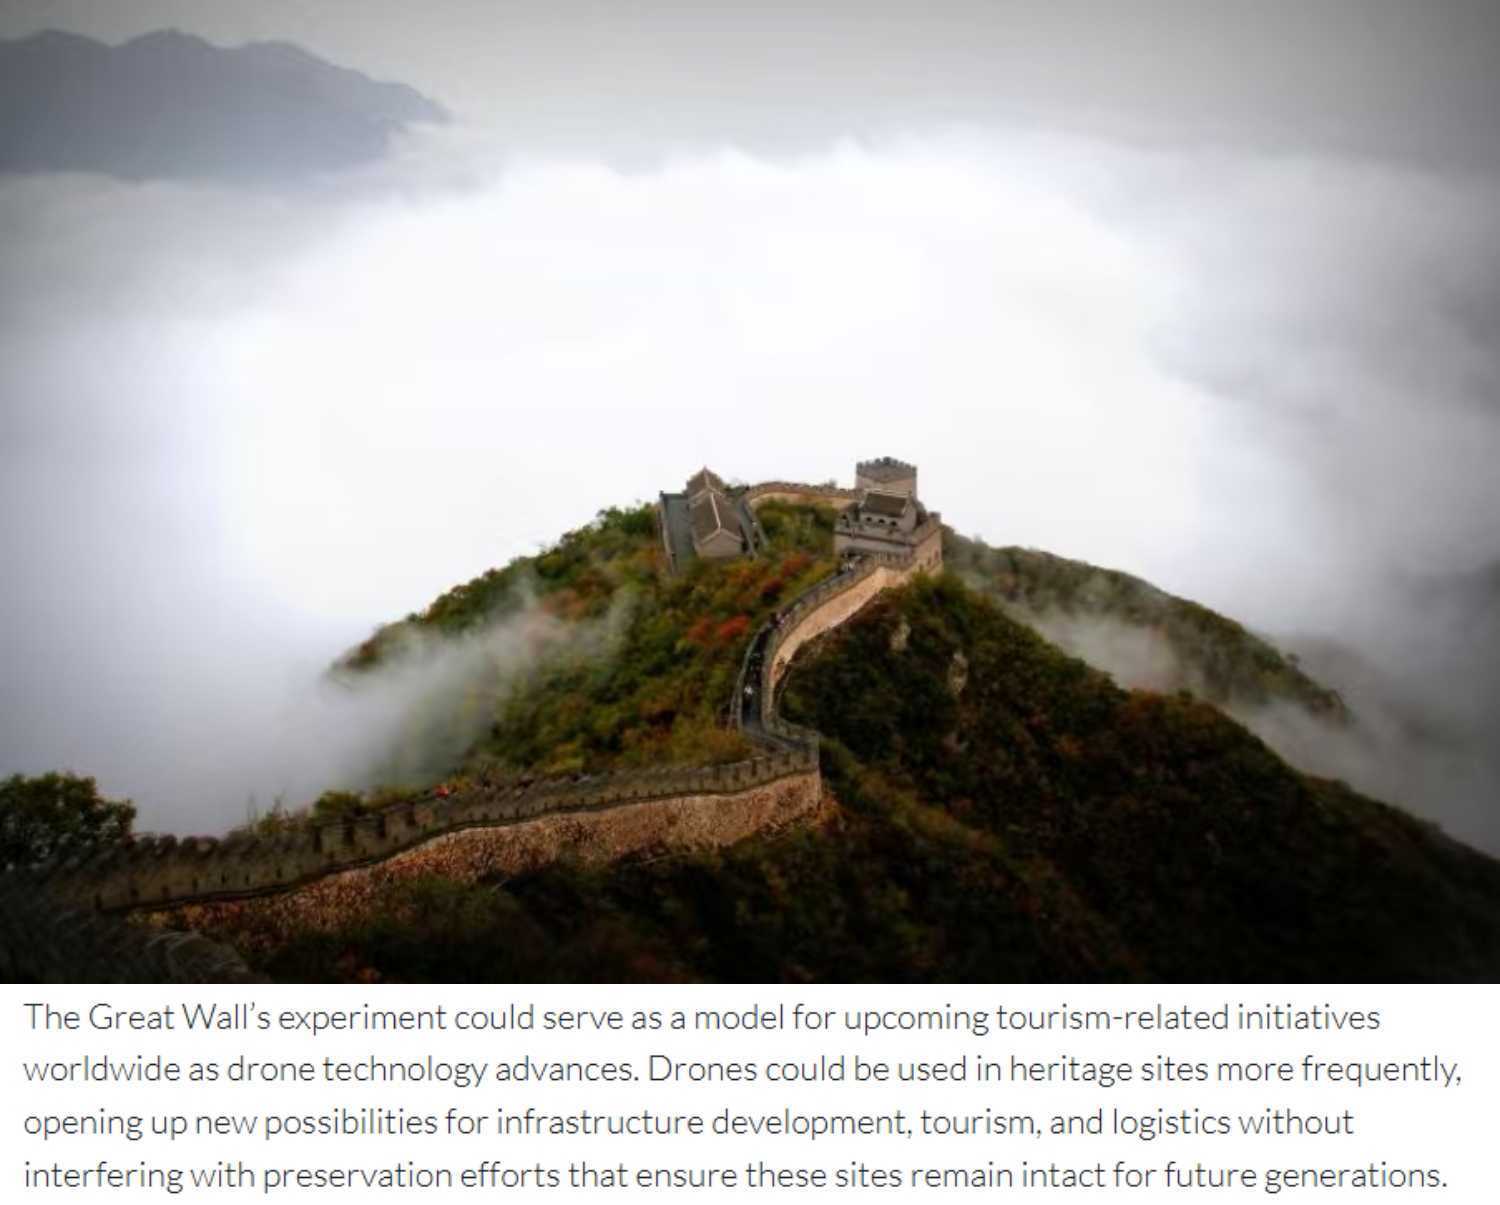 The Great Wall’s experiment could serve as a model for upcoming tourism-related initiatives
worldwide as drone technology advances. Drones could be used in heritage sites more frequently,
opening up new possibilities for infrastructure development, tourism, and logistics without
interfering with preservation efforts that ensure these sites remain intact for future generations.